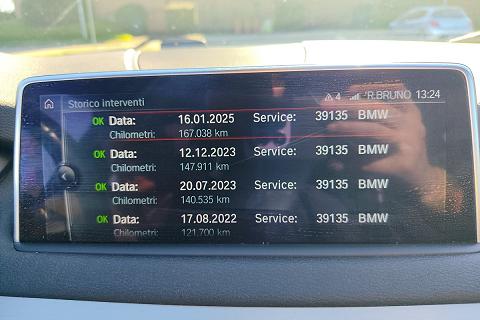 Storico interventi ⚠4 'R.BRUNO 13:24
OK Data: 16.01.2025 Service: 39135 BMW
Chilometri: 167.038 km
OK Data: 12.12.2023 Service: 39135 BMW
Chilometri: 147.911 km
OK Data: 20.07.2023 Service: 39135 BMW
Chilometri: 140.535 km
OK Data: 17.08.2022 Service: 39135 BMW
Chilometri: 121.700 km